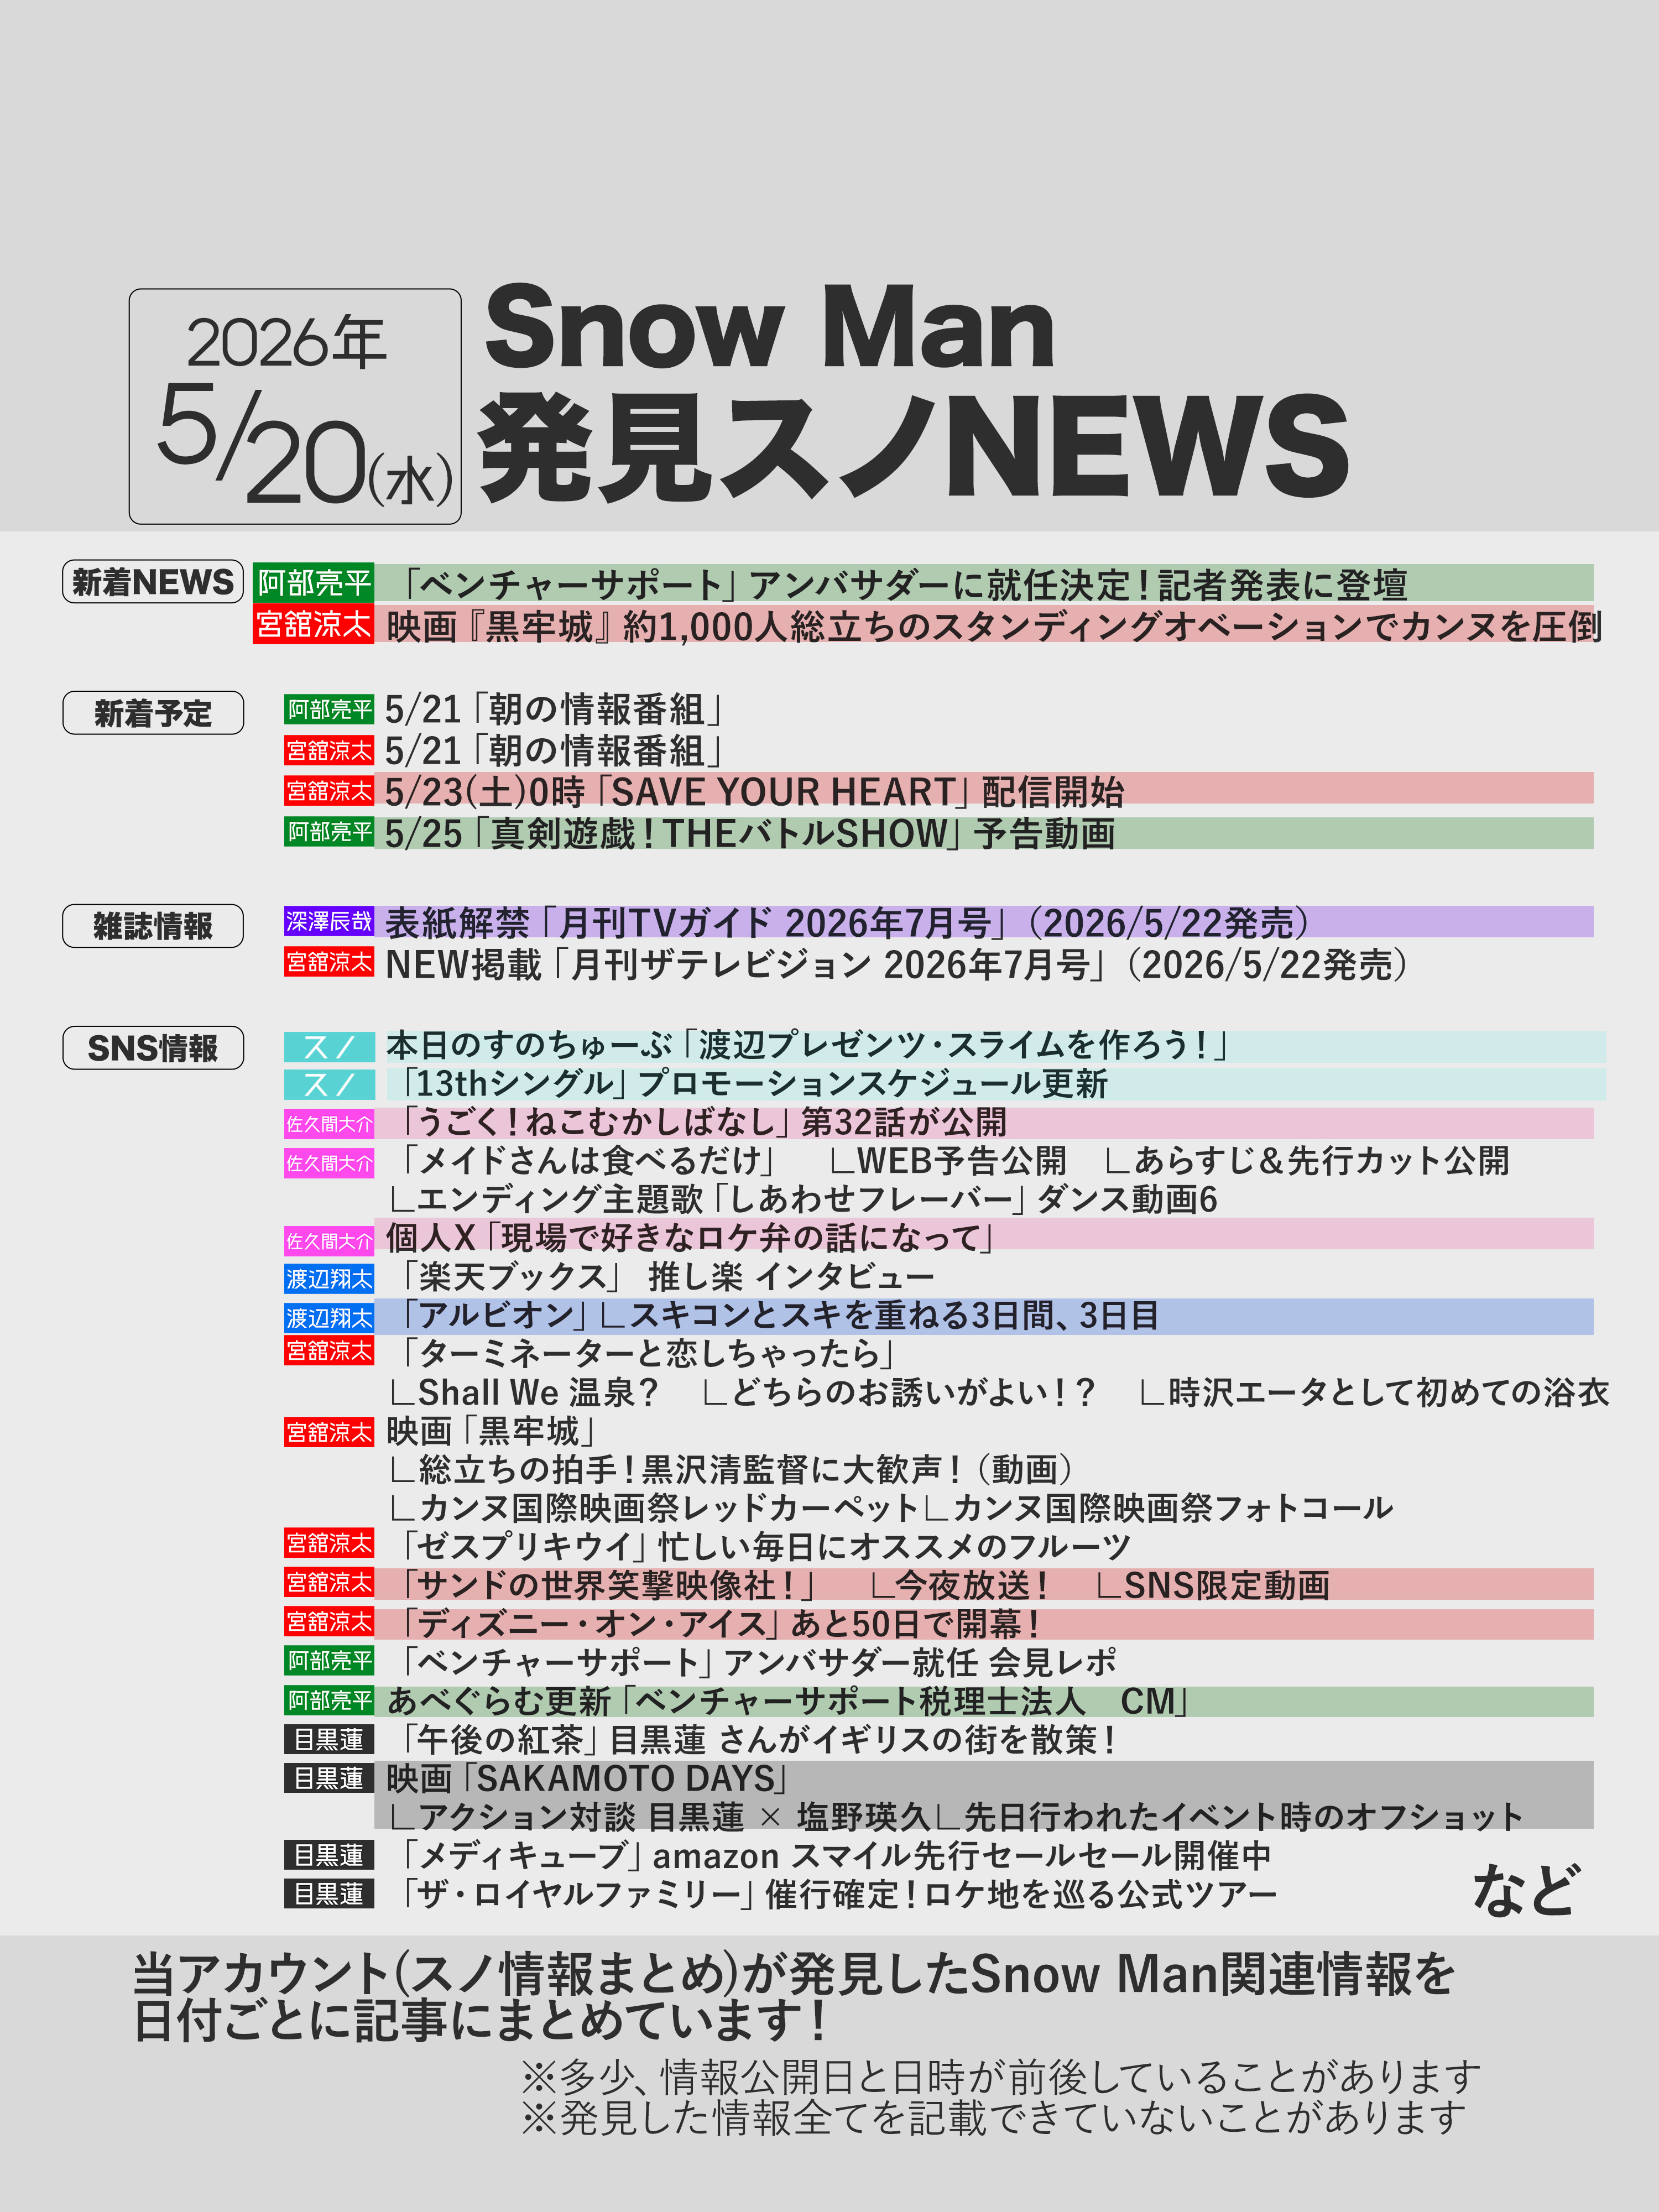 2026年
5/20(水)
Snow Man
発見スノNEWS
新着NEWS
阿部亮平 「ベンチャーサポート」アンバサダーに就任決定！記者発表に登壇
宮舘涼太 映画『黒牢城』約1,000人総立ちのスタンディングオベーションでカンヌを圧倒
新着予定
阿部亮平 5/21「朝の情報番組」
宮舘涼太 5/21「朝の情報番組」
宮舘涼太 5/23(土)0時「SAVE YOUR HEART」配信開始
阿部亮平 5/25「真剣遊戯！THEバトルSHOW」予告動画
雑誌情報
深澤辰哉 表紙解禁「月刊TVガイド 2026年7月号」（2026/5/22発売）
宮舘涼太 NEW掲載「月刊ザテレビジョン 2026年7月号」（2026/5/22発売）
SNS情報
スノ 本日のすのちゅーぶ「渡辺プレゼンツ・スライムを作ろう！」
スノ 「13thシングル」プロモーションスケジュール更新
佐久間大介 「うごく！ねこむかしばなし」第32話が公開
佐久間大介 「メイドさんは食べるだけ」　∟WEB予告公開　∟あらすじ＆先行カット公開
∟エンディング主題歌「しあわせフレーバー」ダンス動画6
佐久間大介 個人X「現場で好きなロケ弁の話になって」
渡辺翔太 「楽天ブックス」 推し楽 インタビュー
渡辺翔太 「アルビオン」∟スキコンとスキを重ねる3日間、3日目
宮舘涼太 「ターミネーターと恋しちゃったら」
∟Shall We 温泉？　∟どちらのお誘いがよい！？　∟時沢エータとして初めての浴衣
宮舘涼太 映画「黒牢城」
∟総立ちの拍手！黒沢清監督に大歓声！（動画）
∟カンヌ国際映画祭レッドカーペット∟カンヌ国際映画祭フォトコール
宮舘涼太 「ゼスプリキウイ」忙しい毎日にオススメのフルーツ
宮舘涼太 「サンドの世界笑撃映像社！」　∟今夜放送！　∟SNS限定動画
宮舘涼太 「ディズニー・オン・アイス」あと50日で開幕！
阿部亮平 「ベンチャーサポート」アンバサダー就任 会見レポ
阿部亮平 あべぐらむ更新「ベンチャーサポート税理士法人　CM」
目黒蓮 「午後の紅茶」目黒蓮 さんがイギリスの街を散策！
目黒蓮 映画「SAKAMOTO DAYS」
∟アクション対談 目黒蓮 × 塩野瑛久∟先日行われたイベント時のオフショット
目黒蓮 「メディキューブ」amazon スマイル先行セールセール開催中
目黒蓮 「ザ・ロイヤルファミリー」催行確定！ロケ地を巡る公式ツアー
など
当アカウント(スノ情報まとめ)が発見したSnow Man関連情報を
日付ごとに記事にまとめています！
※多少、情報公開日と日時が前後していることがあります
※発見した情報全てを記載できていないことがあります